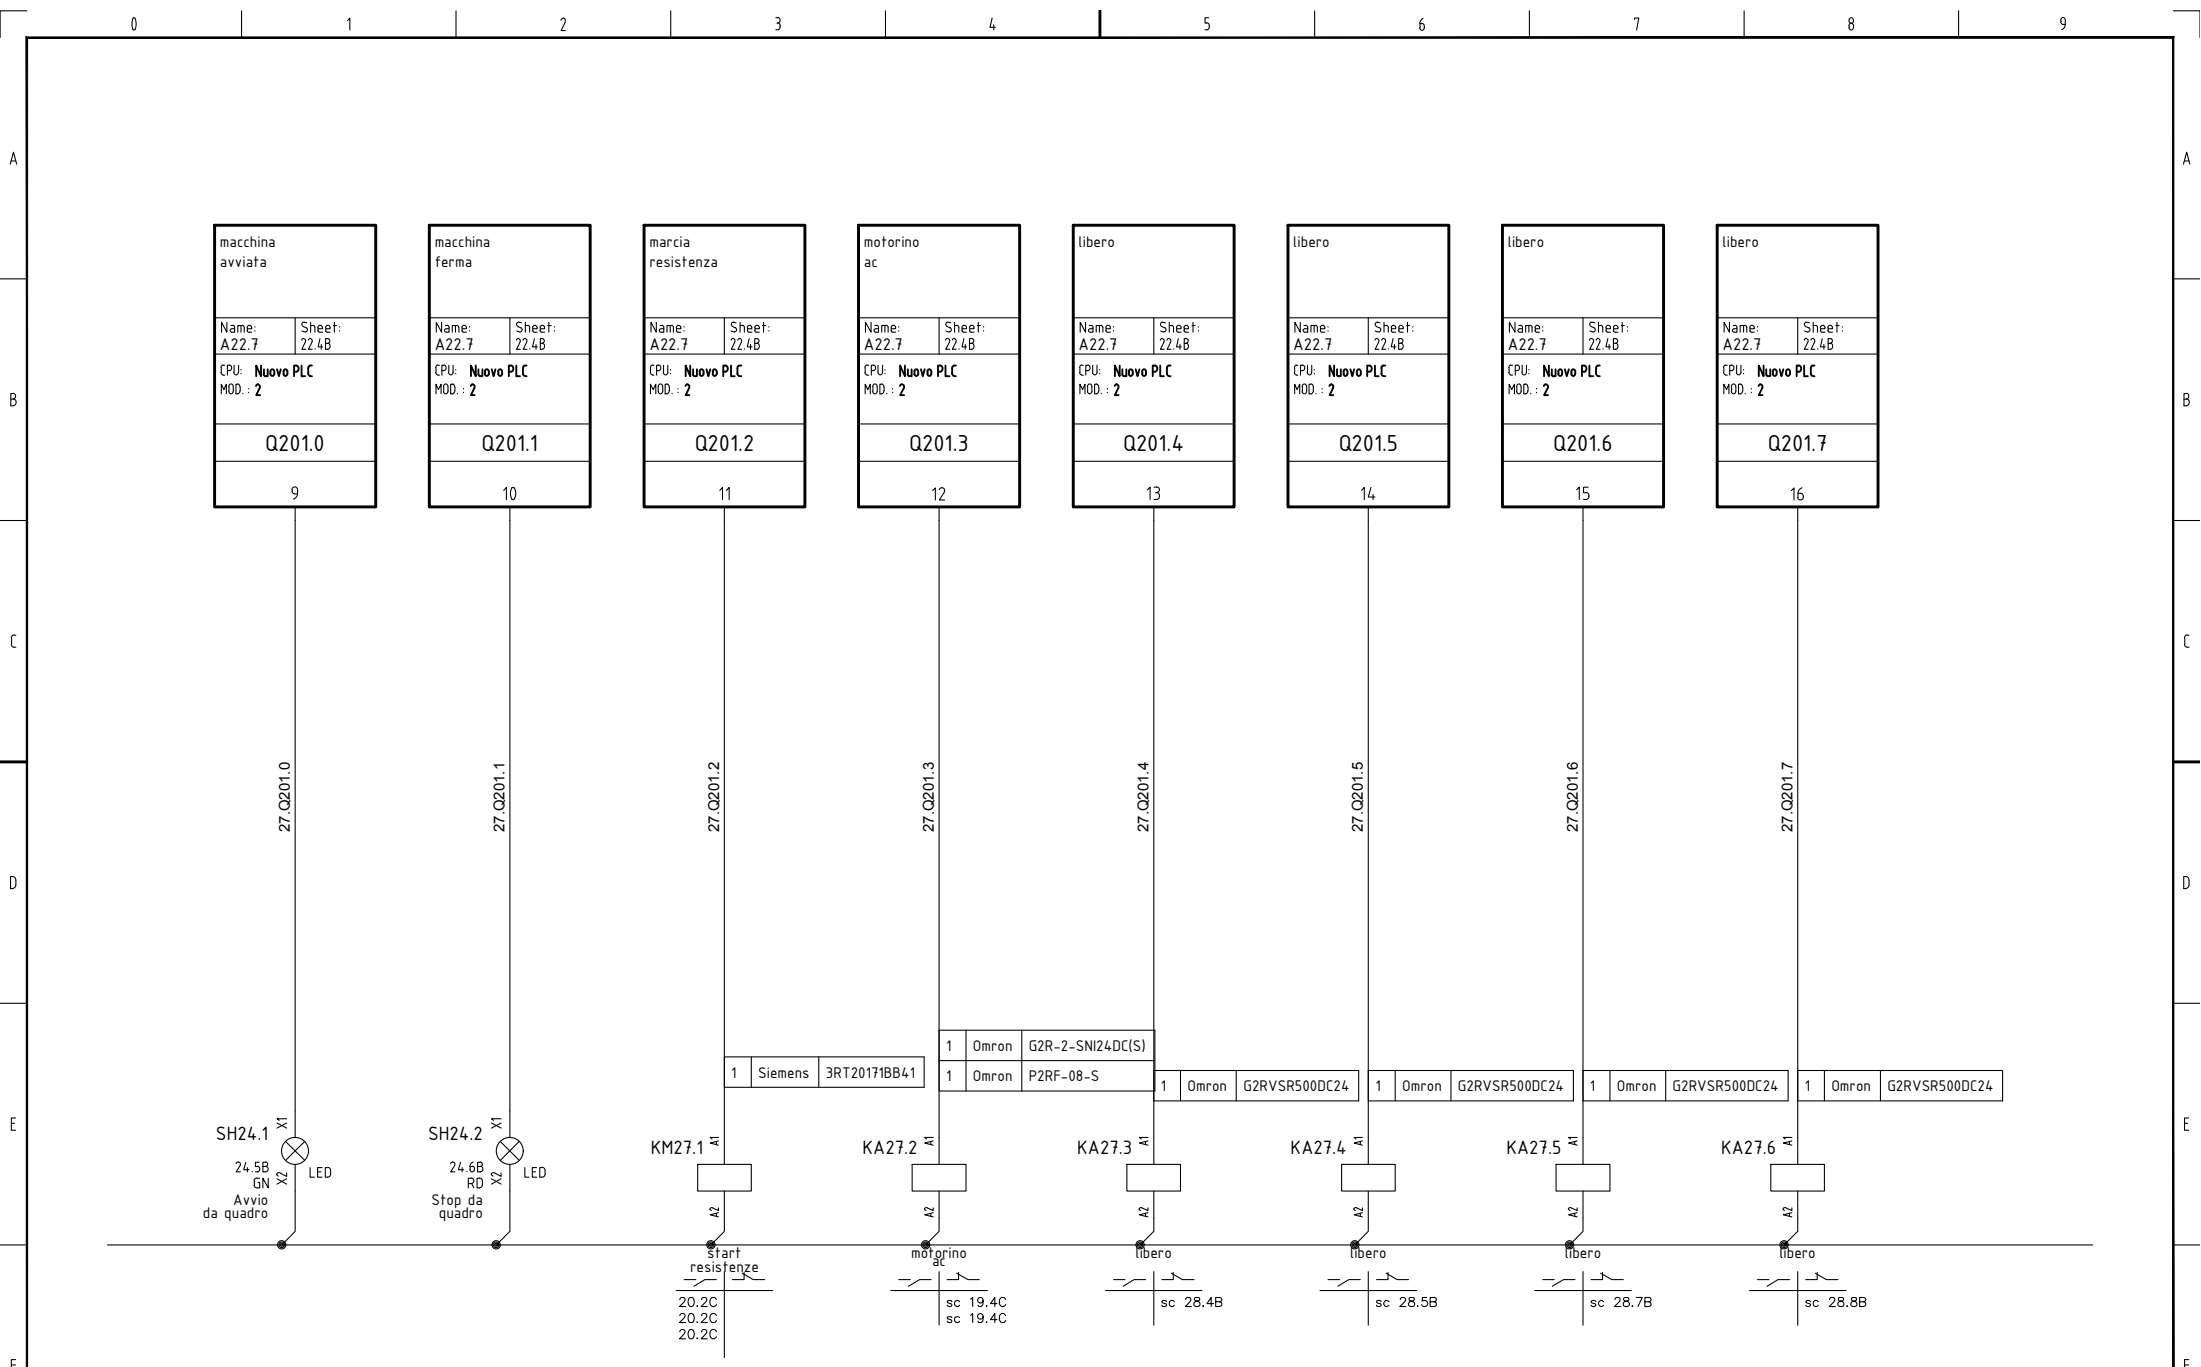 0 1 2 3 4 5 6 7 8 9
A A
macchina avviata
macchina ferma
marcia resistenza
motorino ac
libero
libero
libero
libero
Name: A22.7 Sheet: 22.4B
Name: A22.7 Sheet: 22.4B
Name: A22.7 Sheet: 22.4B
Name: A22.7 Sheet: 22.4B
Name: A22.7 Sheet: 22.4B
Name: A22.7 Sheet: 22.4B
Name: A22.7 Sheet: 22.4B
Name: A22.7 Sheet: 22.4B
CPU: Nuovo PLC CPU: Nuovo PLC CPU: Nuovo PLC CPU: Nuovo PLC CPU: Nuovo PLC CPU: Nuovo PLC CPU: Nuovo PLC CPU: Nuovo PLC
MOD. : 2 MOD. : 2 MOD. : 2 MOD. : 2 MOD. : 2 MOD. : 2 MOD. : 2 MOD. : 2
B B
Q201.0 Q201.1 Q201.2 Q201.3 Q201.4 Q201.5 Q201.6 Q201.7
9 10 11 12 13 14 15 16
C C
27.Q201.0 27.Q201.1 27.Q201.2 27.Q201.3 27.Q201.4 27.Q201.5 27.Q201.6 27.Q201.7
D D
1 Omron G2R-2-SNI24DC(S)
1 Siemens 3RT20171BB41
1 Omron P2RF-08-S
1 Omron G2RVSR500DC24 1 Omron G2RVSR500DC24 1 Omron G2RVSR500DC24 1 Omron G2RVSR500DC24
E E
X1 X1
SH24.1 SH24.2
KM27.1 A1 KA27.2 A1 KA27.3 A1 KA27.4 A1 KA27.5 A1 KA27.6 A1
24.5B X2 LED 24.6B X2 LED
GN RD
Avvio Stop da
da quadro quadro
A2 A2 A2 A2 A2 A2
start resistenze
motorino ac
libero
libero
libero
libero
20.2C sc 19.4C sc 28.4B sc 28.5B sc 28.7B sc 28.8B
20.2C sc 19.4C
20.2C
F F